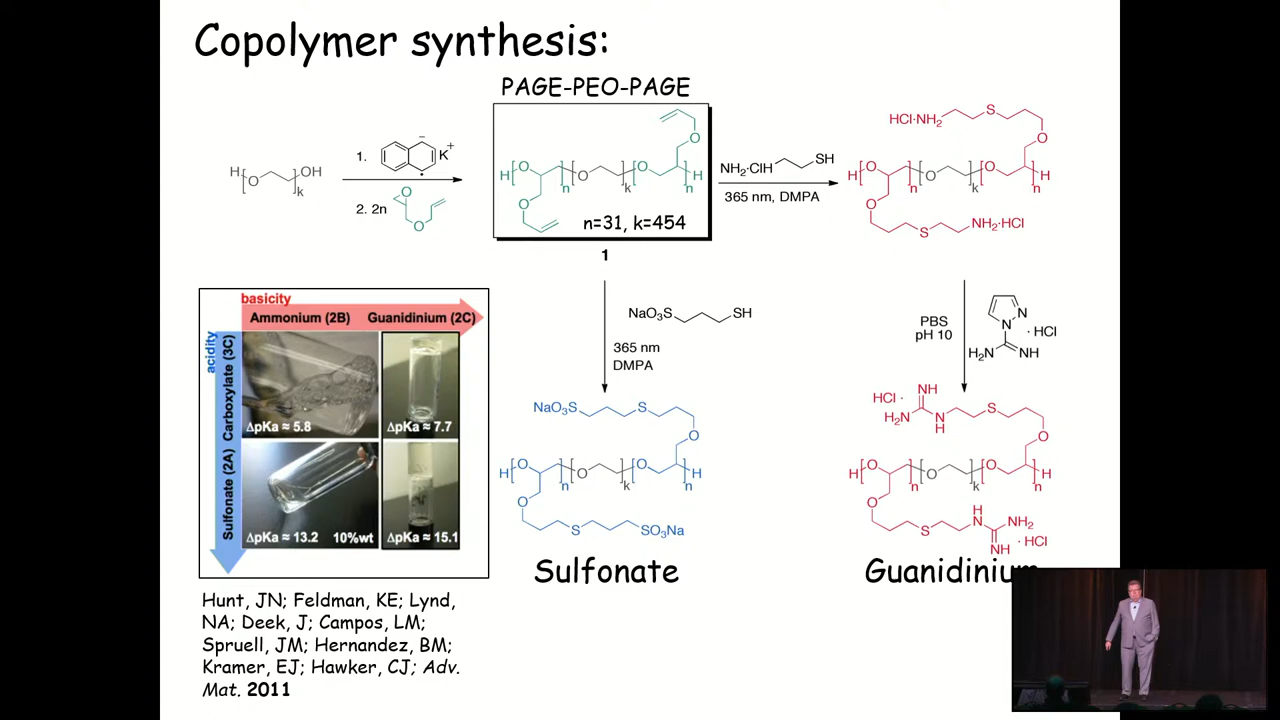 Copolymer synthesis:
PAGE-PEO-PAGE
H
O
OH
k
1.
K+
2. 2n
O
O
H
O
O
n
O
k
O
O
n
H
n=31, k=454
1
NH2·ClH
SH
365 nm, DMPA
HCl·NH2
S
O
H
O
n
O
k
O
n
H
O
S
NH2·HCl
NaO3S
SH
365 nm
DMPA
PBS
pH 10
N
N
· HCl
H2N
NH
NaO3S
S
O
H
O
n
O
k
O
n
H
O
S
SO3Na
Sulfonate
HCl ·
NH
H2N
N
H
S
O
H
O
n
O
k
O
n
H
O
S
H
N
NH2
NH
· HCl
Guanidinium
basicity
Ammonium (2B) Guanidinium (2C)
acidity
Sulfonate (2A) Carboxylate (3C)
ΔpKa ≈ 5.8
ΔpKa ≈ 7.7
ΔpKa ≈ 13.2 10%wt
ΔpKa ≈ 15.1
Hunt, JN; Feldman, KE; Lynd,
NA; Deek, J; Campos, LM;
Spruell, JM; Hernandez, BM;
Kramer, EJ; Hawker, CJ; Adv.
Mat. 2011